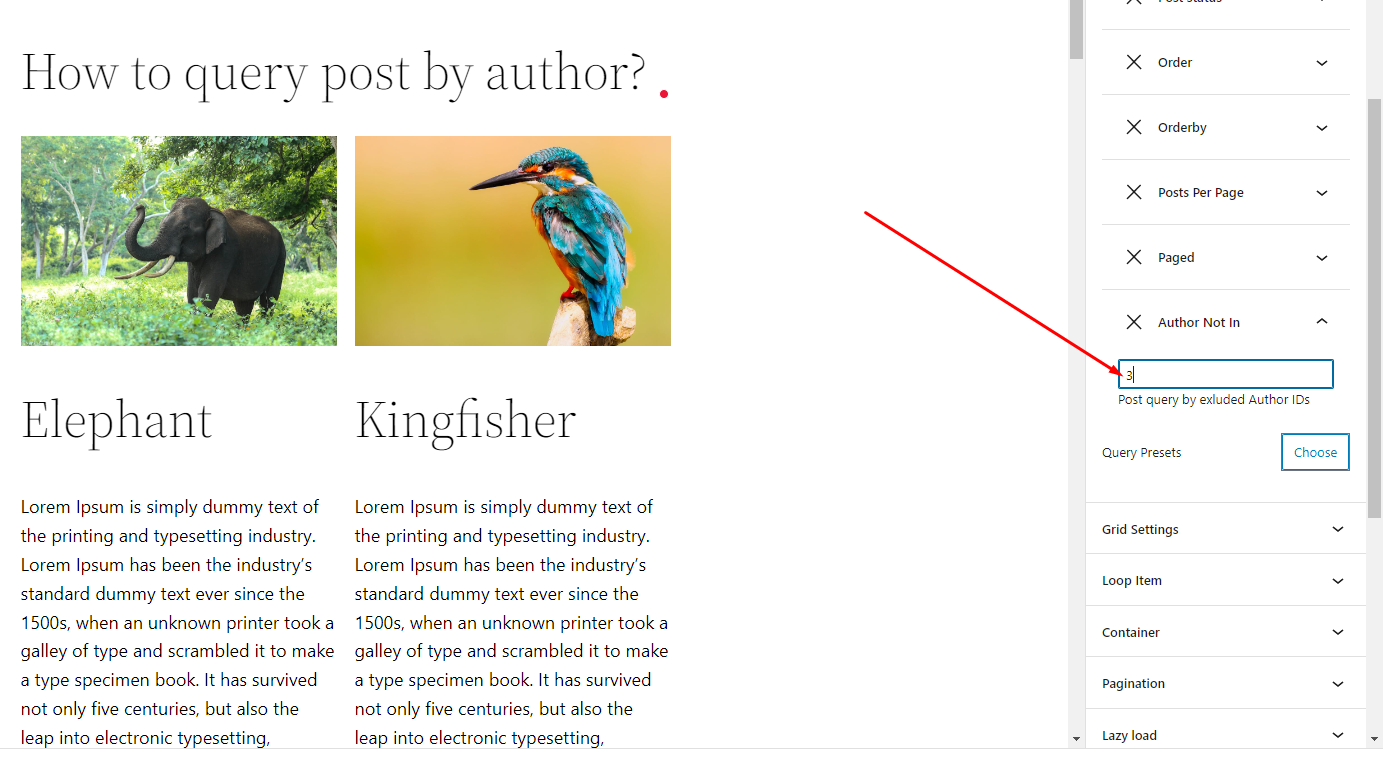 How to query post by author?
Elephant
Lorem Ipsum is simply dummy text of
the printing and typesetting industry.
Lorem Ipsum has been the industry’s
standard dummy text ever since the
1500s, when an unknown printer took a
galley of type and scrambled it to make
a type specimen book. It has survived
not only five centuries, but also the
leap into electronic typesetting,
Kingfisher
Lorem Ipsum is simply dummy text of
the printing and typesetting industry.
Lorem Ipsum has been the industry’s
standard dummy text ever since the
1500s, when an unknown printer took a
galley of type and scrambled it to make
a type specimen book. It has survived
not only five centuries, but also the
leap into electronic typesetting,
Post status
Order
Orderby
Posts Per Page
Paged
Author Not In
3
Post query by exluded Author IDs
Query Presets
Choose
Grid Settings
Loop Item
Container
Pagination
Lazy load